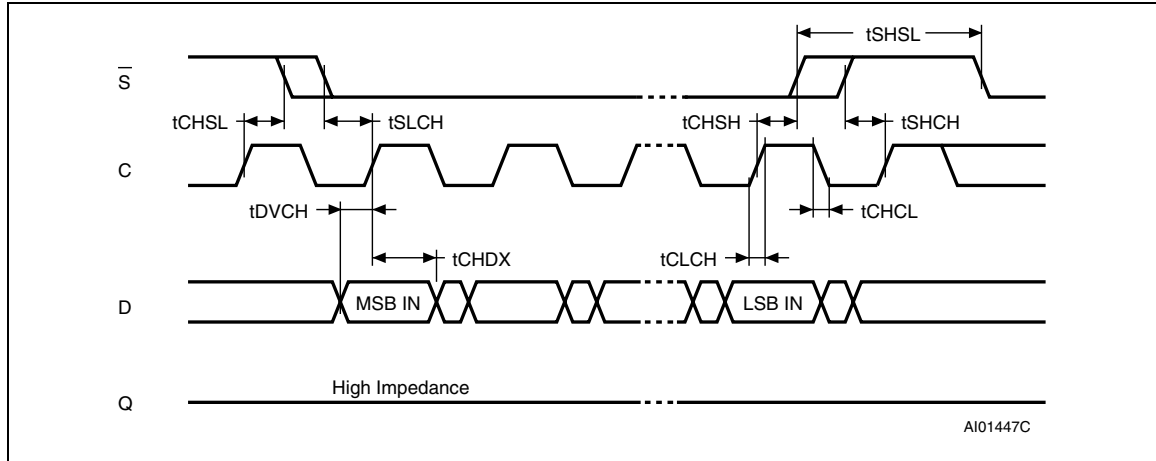 tSHSL
S
tCHSL
tSLCH
tCHSH
tSHCH
C
tDVCH
tCHCL
tCHDX
tCLCH
D
MSB IN
LSB IN
High Impedance
Q
AI01447C